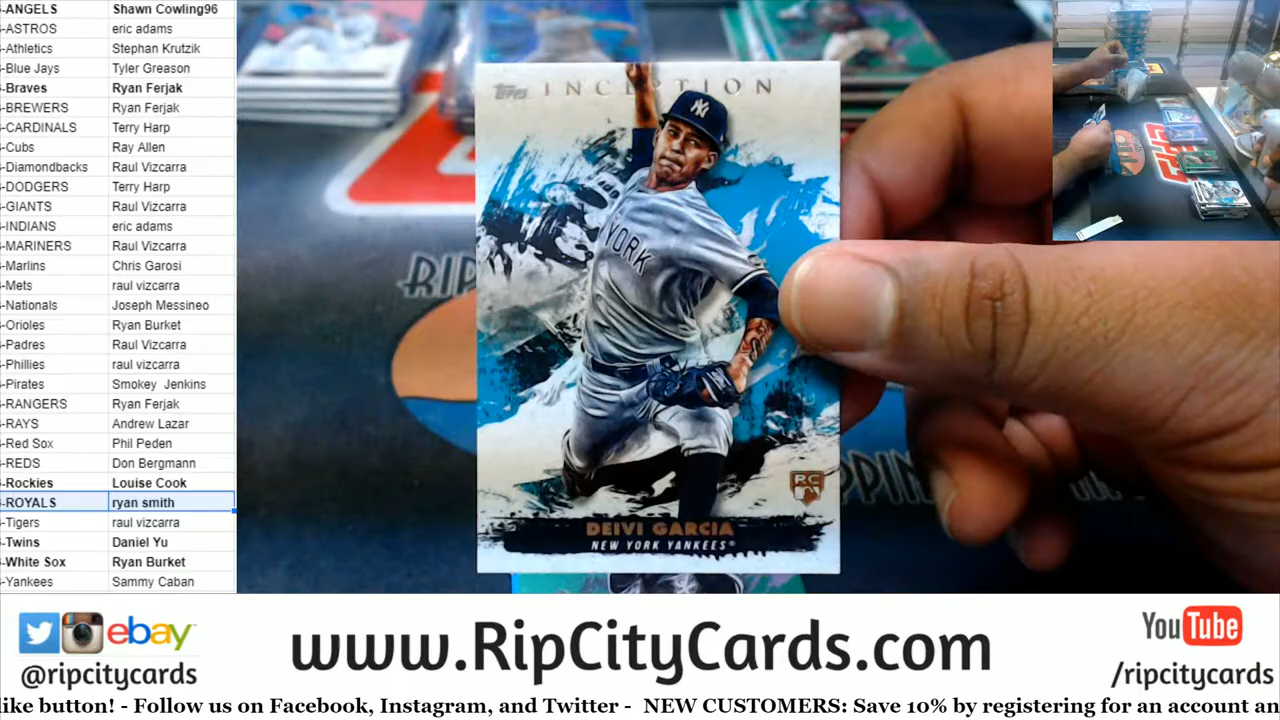 -ANGELS Shawn Cowling96
-ASTROS eric adams
-Athletics Stephan Krutzik
-Blue Jays Tyler Greason
-Braves Ryan Ferjak
-BREWERS Ryan Ferjak
-CARDINALS Terry Harp
-Cubs Ray Allen
-Diamondbacks Raul Vizcarra
-DODGERS Terry Harp
-GIANTS Raul Vizcarra
-INDIANS eric adams
-MARINERS Raul Vizcarra
-Marlins Chris Garosi
-Mets raul vizcarra
-Nationals Joseph Messineo
-Orioles Ryan Burket
-Padres Raul Vizcarra
-Phillies raul vizcarra
-Pirates Smokey Jenkins
-RANGERS Ryan Ferjak
-RAYS Andrew Lazar
-Red Sox Phil Peden
-REDS Don Bergmann
-Rockies Louise Cook
-ROYALS ryan smith
-Tigers raul vizcarra
-Twins Daniel Yu
-White Sox Ryan Burket
-Yankees Sammy Caban
Topps INCEPTION
NY
YORK
RC
DEIVI GARCIA
NEW YORK YANKEES®
RIP
ebay
@ripcitycards
www.RipCityCards.com
YouTube
/ripcitycards
like button! - Follow us on Facebook, Instagram, and Twitter - NEW CUSTOMERS: Save 10% by registering for an account an